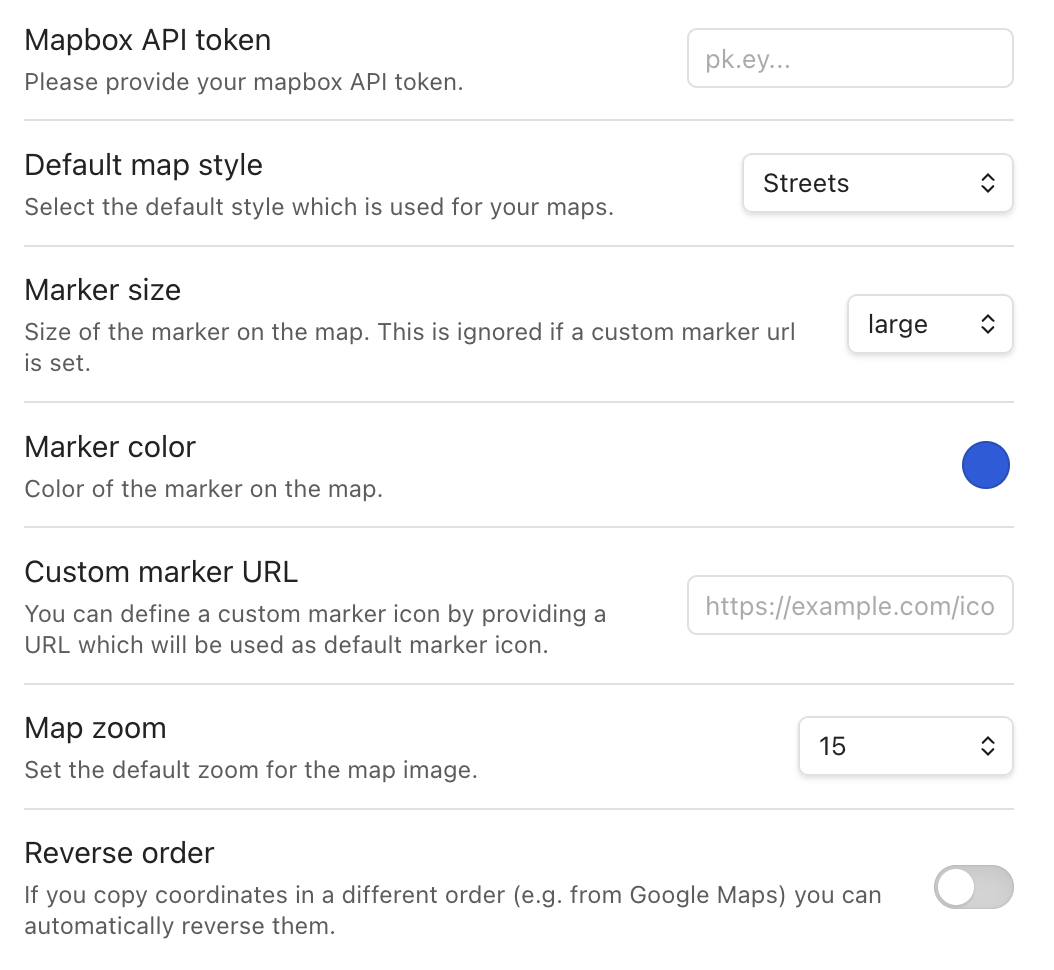 Mapbox API token
Please provide your mapbox API token.
pk.ey...
Default map style
Select the default style which is used for your maps.
Streets
Marker size
Size of the marker on the map. This is ignored if a custom marker url
is set.
large
Marker color
Color of the marker on the map.
Custom marker URL
You can define a custom marker icon by providing a
URL which will be used as default marker icon.
https://example.com/ico
Map zoom
Set the default zoom for the map image.
15
Reverse order
If you copy coordinates in a different order (e.g. from Google Maps) you can
automatically reverse them.